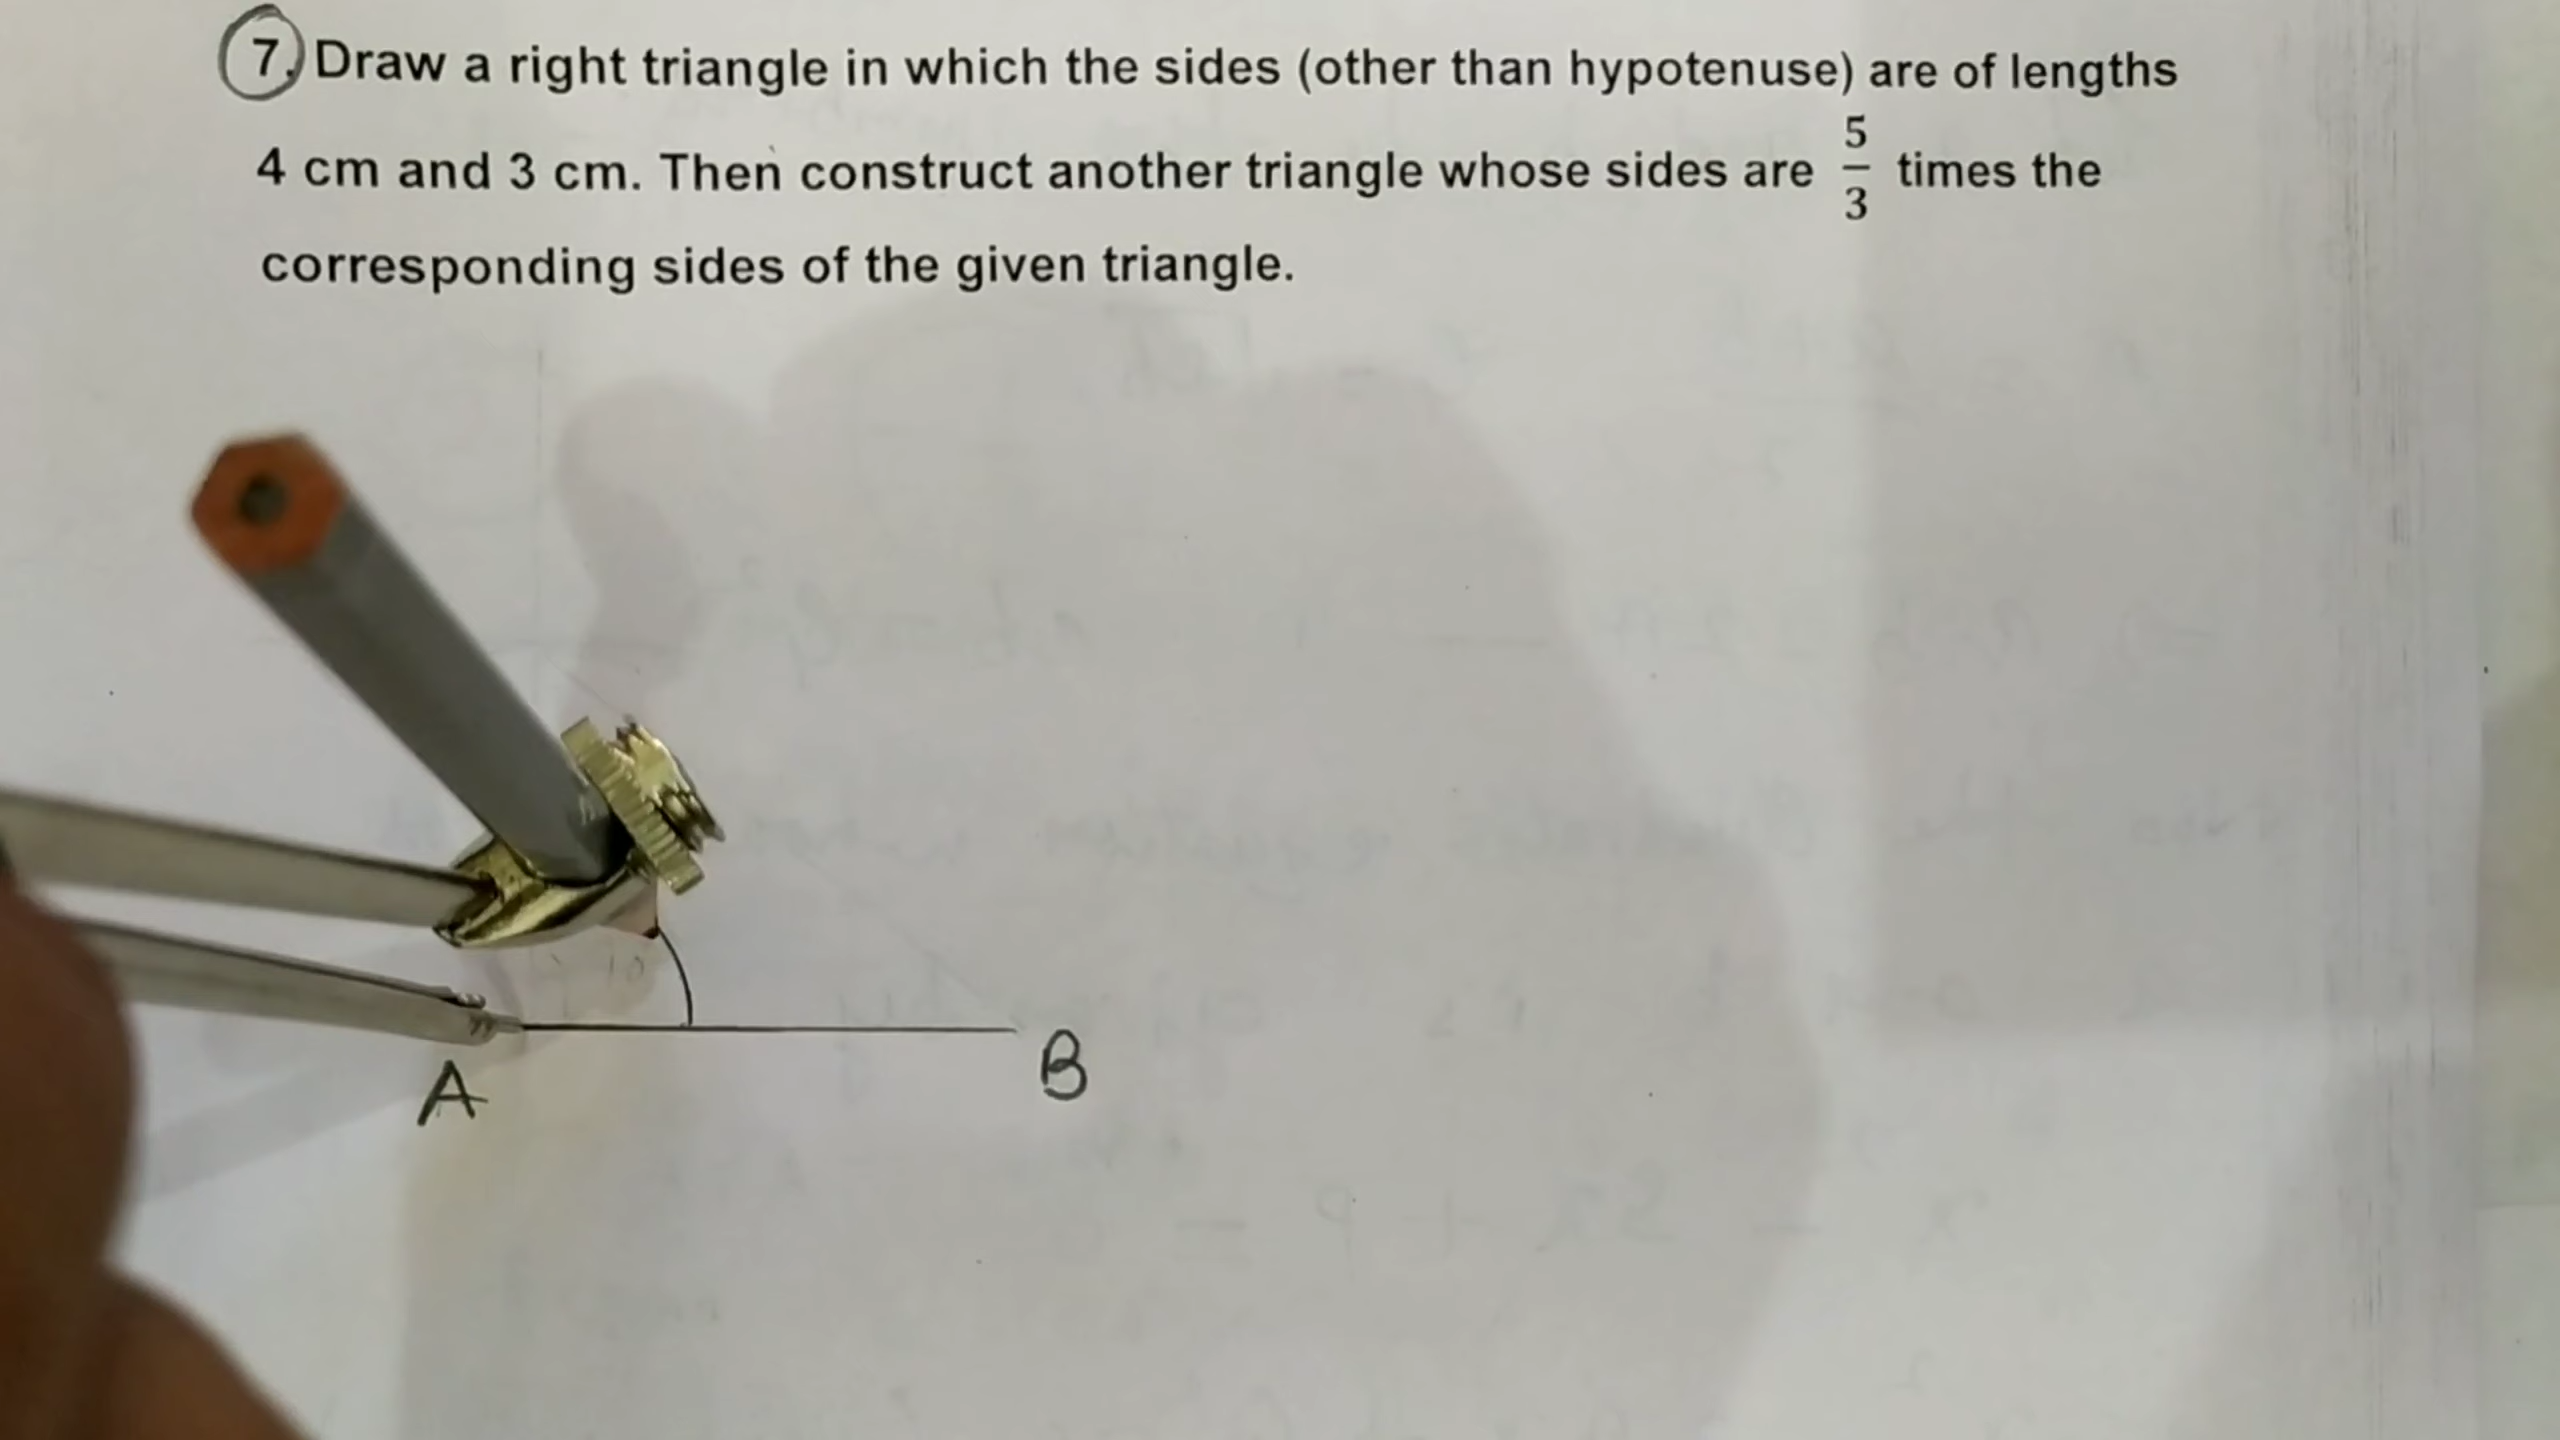 7. Draw a right triangle in which the sides (other than hypotenuse) are of lengths
4 cm and 3 cm. Then construct another triangle whose sides are 5/3 times the
corresponding sides of the given triangle.
A
B